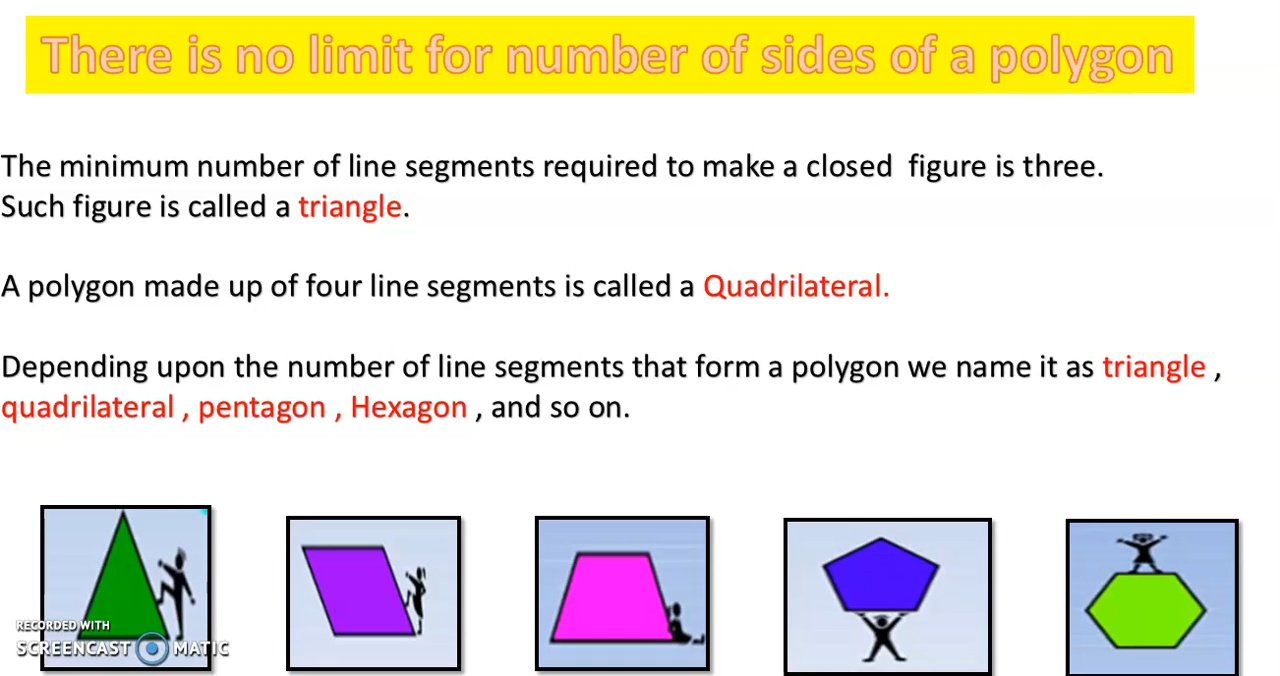 There is no limit for number of sides of a polygon
The minimum number of line segments required to make a closed figure is three.
Such figure is called a triangle.
A polygon made up of four line segments is called a Quadrilateral.
Depending upon the number of line segments that form a polygon we name it as triangle ,
quadrilateral , pentagon , Hexagon , and so on.
RECORDED WITH
SCREENCAST MATIC